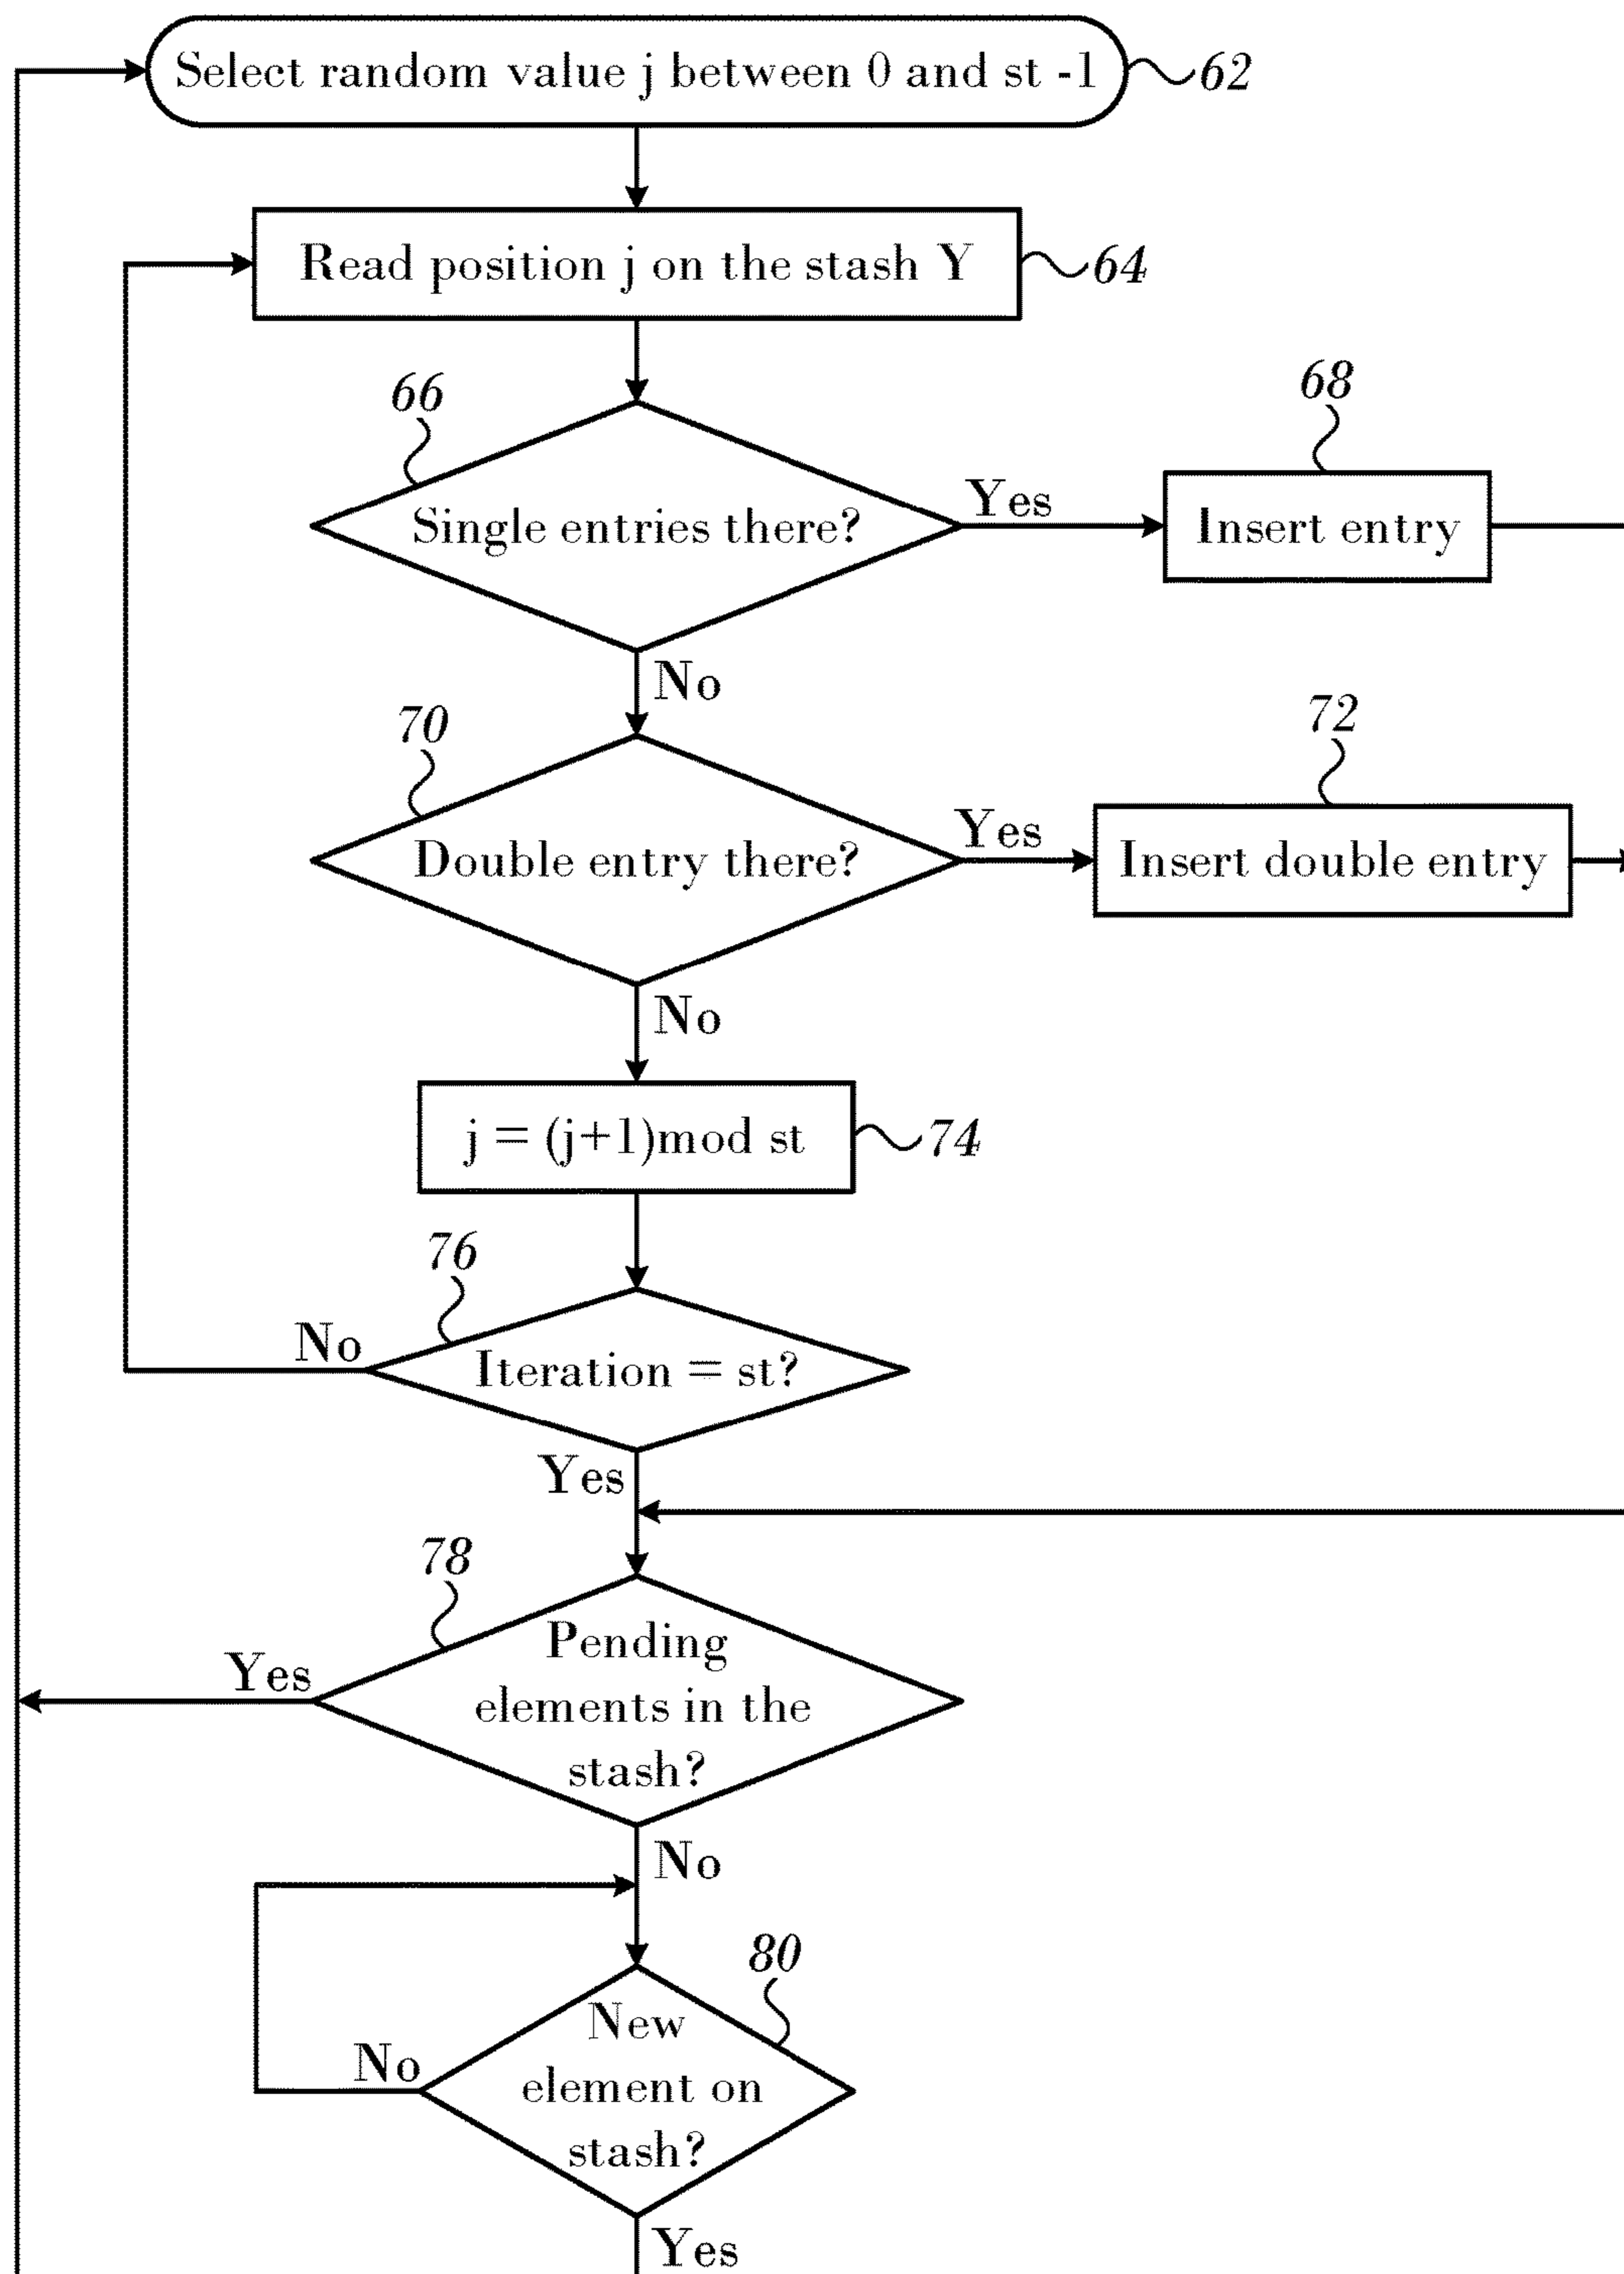 Select random value j between 0 and st -1
62
Read position j on the stash Y
64
66
Single entries there?
Yes
68
Insert entry
No
70
Double entry there?
Yes
72
Insert double entry
No
j = (j+1)mod st
74
76
Iteration = st?
No
Yes
78
Pending
elements in the
stash?
Yes
No
80
New
element on
stash?
No
Yes